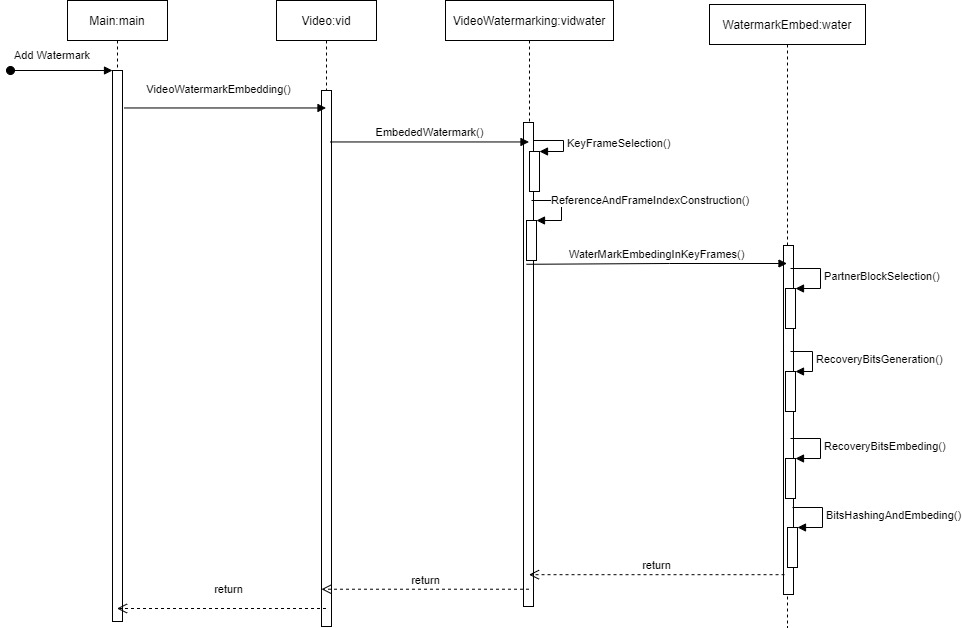 Main:main
Video:vid
VideoWatermarking:vidwater
WatermarkEmbed:water
Add Watermark
VideoWatermarkEmbedding()
EmbededWatermark()
KeyFrameSelection()
ReferenceAndFrameIndexConstruction()
WaterMarkEmbedingInKeyFrames()
PartnerBlockSelection()
RecoveryBitsGeneration()
RecoveryBitsEmbeding()
BitsHashingAndEmbeding()
return
return
return